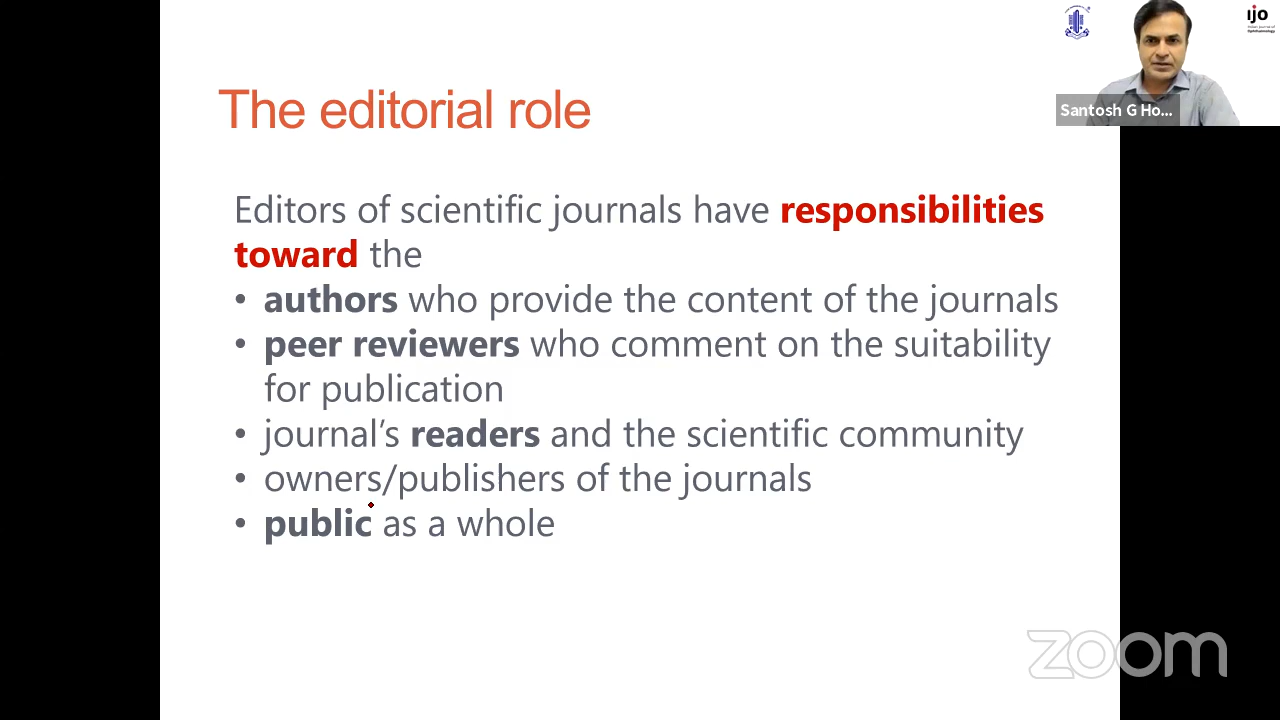 ijo
Santosh G Ho...
The editorial role
Editors of scientific journals have responsibilities
toward the
• authors who provide the content of the journals
• peer reviewers who comment on the suitability
for publication
• journal's readers and the scientific community
• owners/publishers of the journals
• public as a whole
zoom